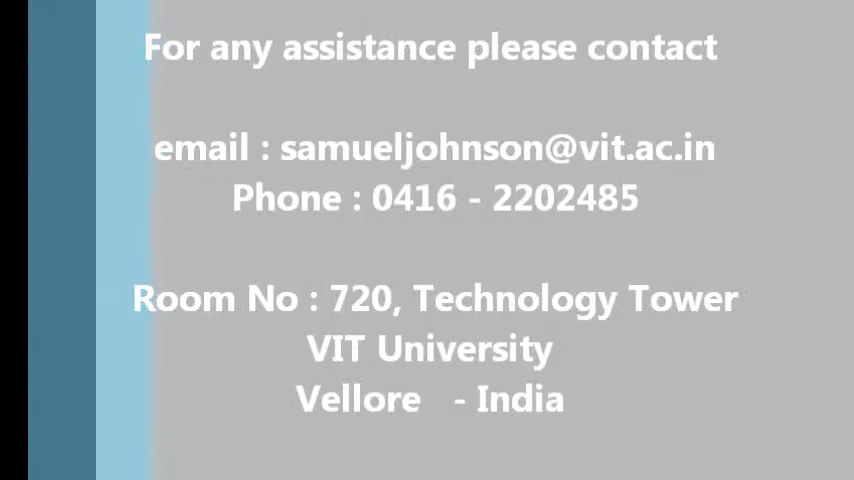 For any assistance please contact
email : samueljohnson@vit.ac.in
Phone : 0416 - 2202485
Room No : 720, Technology Tower
VIT University
Vellore - India